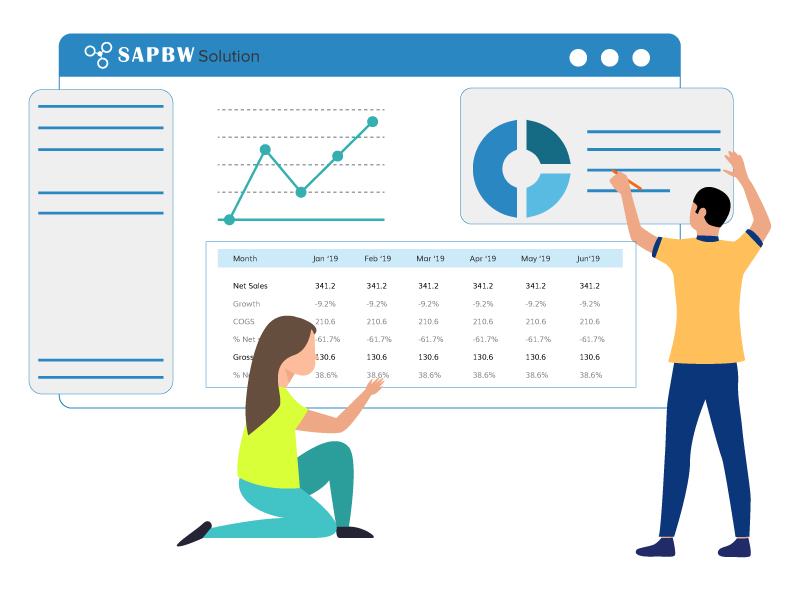 SAPBW Solution
Month Jan '19 Feb '19 Mar '19 Apr '19 May '19 Jun'19
Net Sales 341.2 341.2 341.2 341.2 341.2 341.2
Growth -9.2% -9.2% -9.2% -9.2% -9.2% -9.2%
COGS 210.6 210.6 210.6 210.6 210.6 210.6
% Net -61.7% -61.7% -61.7% -61.7% -61.7% -61.7%
130.6 130.6 130.6 130.6 130.6 130.6
% 38.6% 38.6% 38.6% 38.6% 38.6% 38.6%